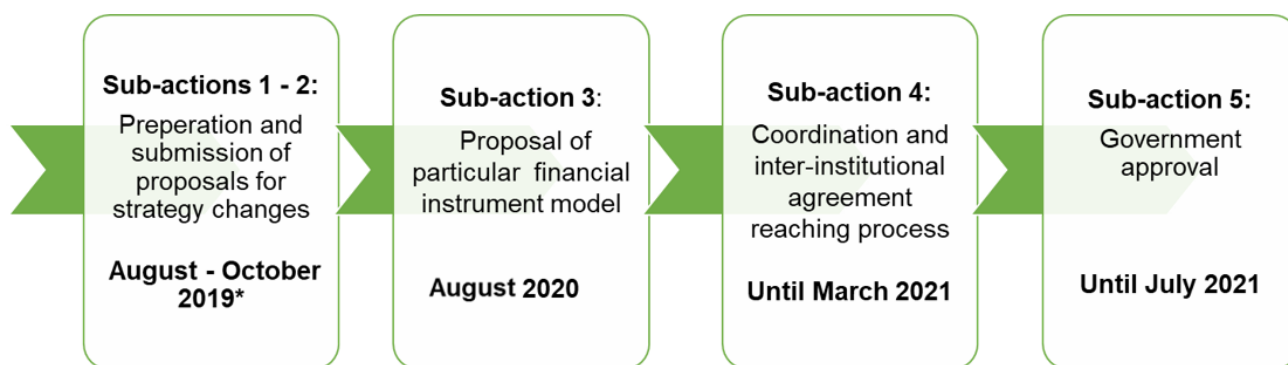 Sub-actions 1 - 2:
Preperation and
submission of
proposals for
strategy changes
August - October
2019*
Sub-action 3:
Proposal of
particular financial
instrument model
August 2020
Sub-action 4:
Coordination and
inter-institutional
agreement
reaching process
Until March 2021
Sub-action 5:
Government
approval
Until July 2021